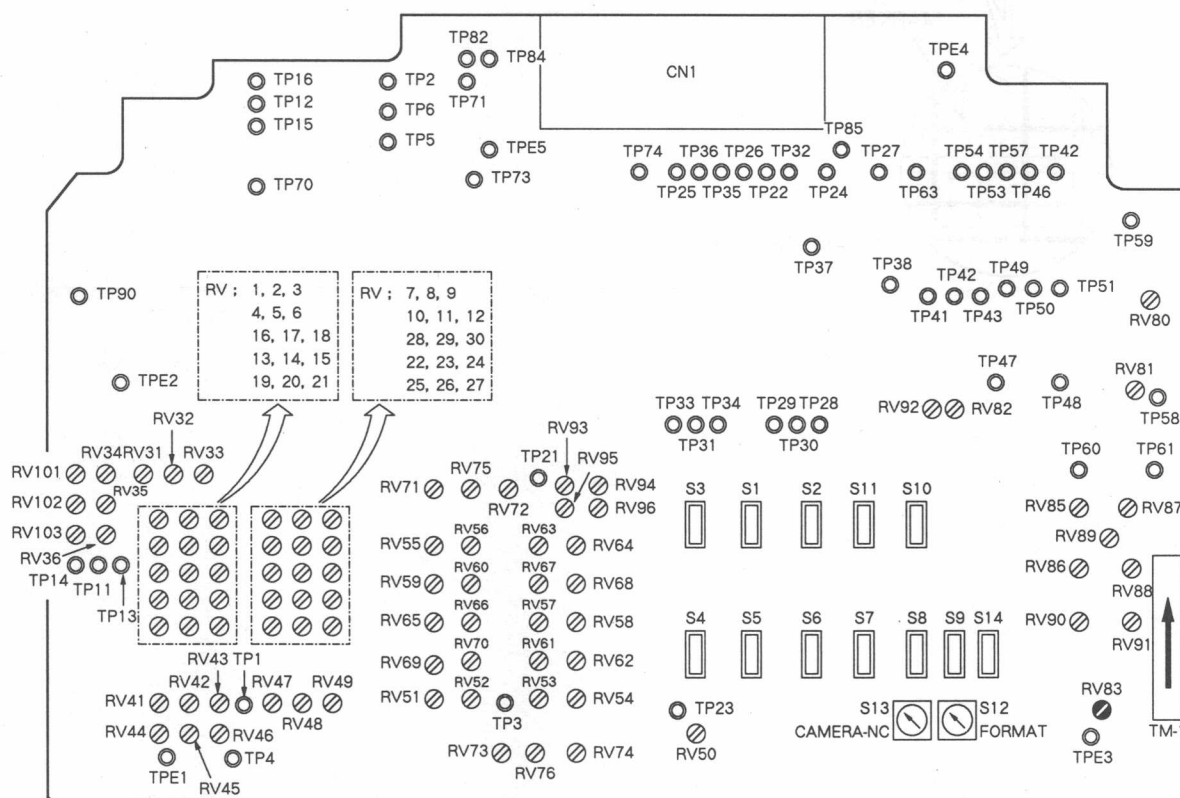 TP82
TP84
TPE4
TP16
TP2
CN1
TP12
TP6
TP71
TP15
TP5
TPE5
TP85
TP74
TP36
TP26
TP32
TP27
TP54
TP57
TP42
TP70
TP73
TP25
TP35
TP22
TP24
TP63
TP53
TP46
TP59
TP37
TP38
TP42
TP49
TP51
TP90
RV ; 1, 2, 3
4, 5, 6
16, 17, 18
13, 14, 15
19, 20, 21
RV ; 7, 8, 9
10, 11, 12
28, 29, 30
22, 23, 24
25, 26, 27
TP41
TP43
TP50
RV80
TPE2
TP47
RV81
TP48
TP58
RV92
RV82
TP33
TP34
TP29
TP28
TP31
TP30
RV32
RV93
RV34
RV31
RV33
RV101
RV75
TP21
RV95
TP60
TP61
RV35
RV71
RV72
RV94
RV96
S3
S1
S2
S11
S10
RV102
RV85
RV87
RV103
RV56
RV63
RV89
RV36
RV55
RV64
TP14
TP11
TP13
RV60
RV67
RV59
RV68
RV86
RV88
RV66
RV57
RV65
RV58
S4
S5
S6
S7
S8
S9
S14
RV90
RV91
RV70
RV61
RV69
RV62
RV43
TP1
RV42
RV47
RV49
RV41
RV48
RV52
RV53
RV51
RV54
TP3
RV83
TP23
S13
CAMERA-NC
S12
FORMAT
RV44
RV46
RV50
TPE3
TM-
TPE1
RV45
TP4
RV73
RV76
RV74